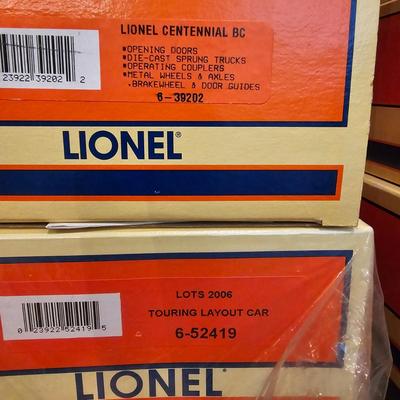 LIONEL CENTENNIAL BC
*OPENING DOORS
*DIE-CAST SPRUNG TRUCKS
*OPERATING COUPLERS
*METAL WHEELS & AXLES
*BRAKEWHEEL & DOOR GUIDES
6-39202
23922 39202 2
LIONEL®
LOTS 2006
TOURING LAYOUT CAR
6-52419
0 23922 52419 5
LIONEL®